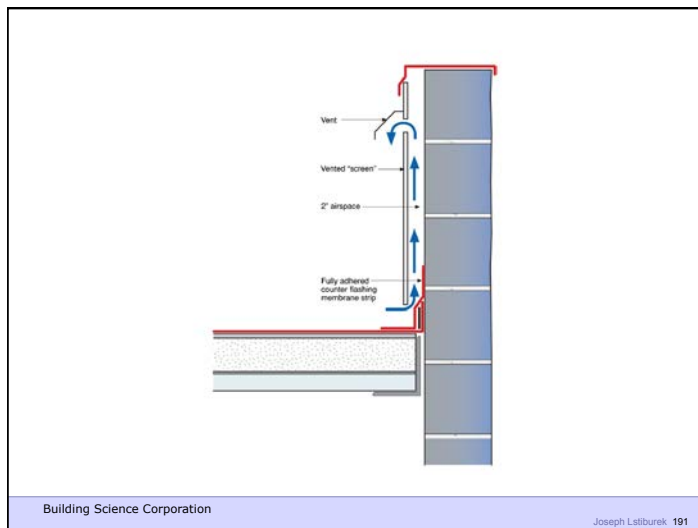 Vent
Vented "screen"
2" airspace
Fully adhered
counter flashing
membrane strip
Building Science Corporation
Joseph Lstiburek 191